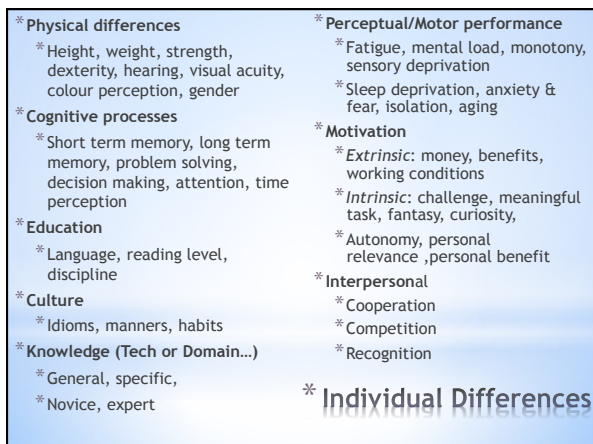 * Physical differences
* Height, weight, strength,
dexterity, hearing, visual acuity,
colour perception, gender
* Cognitive processes
* Short term memory, long term
memory, problem solving,
decision making, attention, time
perception
* Education
* Language, reading level,
discipline
* Culture
* Idioms, manners, habits
* Knowledge (Tech or Domain…)
* General, specific,
* Novice, expert
* Perceptual/Motor performance
* Fatigue, mental load, monotony,
sensory deprivation
* Sleep deprivation, anxiety &
fear, isolation, aging
* Motivation
* Extrinsic: money, benefits,
working conditions
* Intrinsic: challenge, meaningful
task, fantasy, curiosity,
* Autonomy, personal
relevance ,personal benefit
* Interpersonal
* Cooperation
* Competition
* Recognition
* Individual Differences